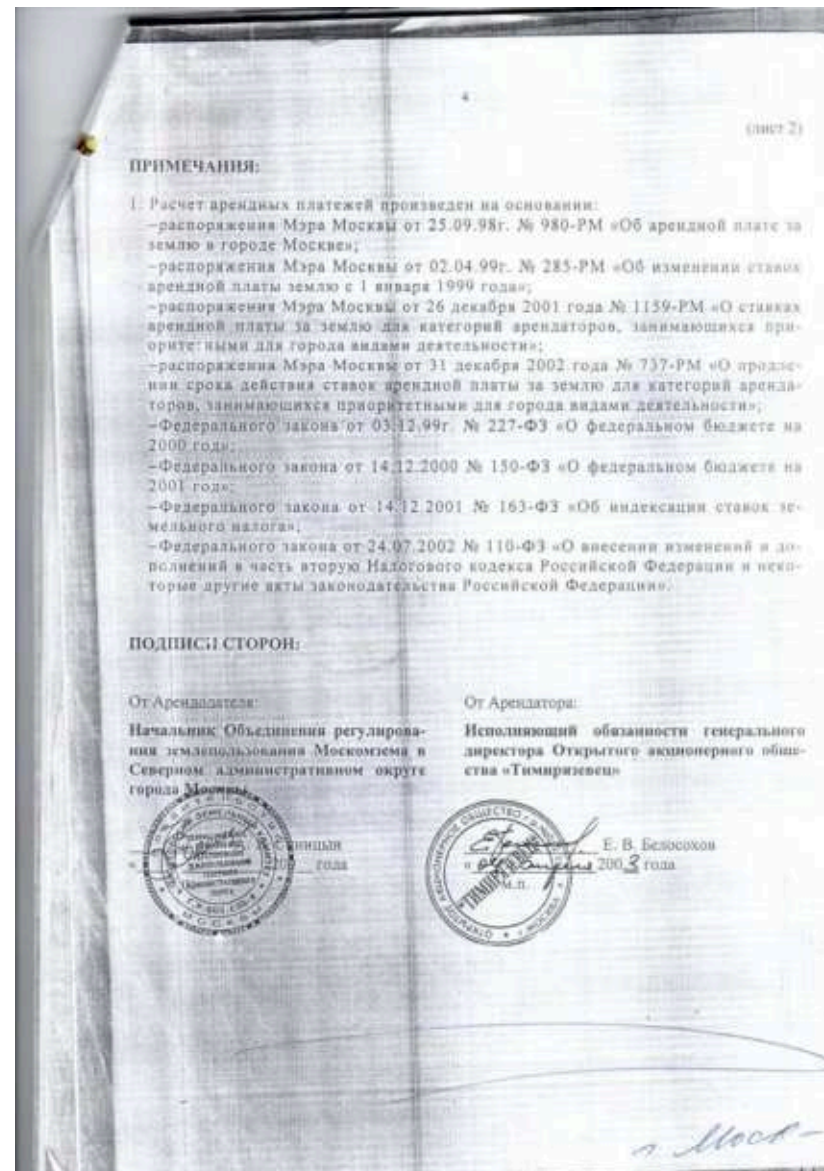 4
(лист 2)
ПРИМЕЧАНИЯ:
1. Расчет арендных платежей произведен на основании:
–распоряжения Мэра Москвы от 25.09.98г. № 980-РМ «Об арендной плате за
землю в городе Москве»;
–распоряжения Мэра Москвы от 02.04.99г. № 285-РМ «Об изменении ставок
арендной платы землю с 1 января 1999 года»;
–распоряжения Мэра Москвы от 26 декабря 2001 года № 1159-РМ «О ставках
арендной платы за землю для категорий арендаторов, занимающихся при-
оритетными для города видами деятельности»;
–распоряжения Мэра Москвы от 31 декабря 2002 года № 737-РМ «О продле-
нии срока действия ставок арендной платы за землю для категорий аренда-
торов, занимающихся приоритетными для города видами деятельности»;
–Федерального закона от 03.12.99г. № 227-ФЗ «О федеральном бюджете на
2000 год»;
–Федерального закона от 14.12.2000 № 150-ФЗ «О федеральном бюджете на
2001 год»;
–Федерального закона от 14.12.2001 № 163-ФЗ «Об индексации ставок зе-
мельного налога»;
–Федерального закона от 24.07.2002 № 110-ФЗ «О внесении изменений и до-
полнений в часть вторую Налогового кодекса Российской Федерации и неко-
торые другие акты законодательства Российской Федерации».
ПОДПИСИ СТОРОН:
От Арендодателя:
Начальник Объединения регулирова-
ния землепользования Москомзема в
Северном административном округе
города Москвы
года
От Арендатора:
Исполняющий обязанности генерального
директора Открытого акционерного обще-
ства «Тимирязевец»
Е. В. Белосохов
апреля 2003 года
М.П.
ОТКРЫТОЕ АКЦИОНЕРНОЕ ОБЩЕСТВО
ТИМИРЯЗЕВЕЦ
МОСКВА
г. Моск-